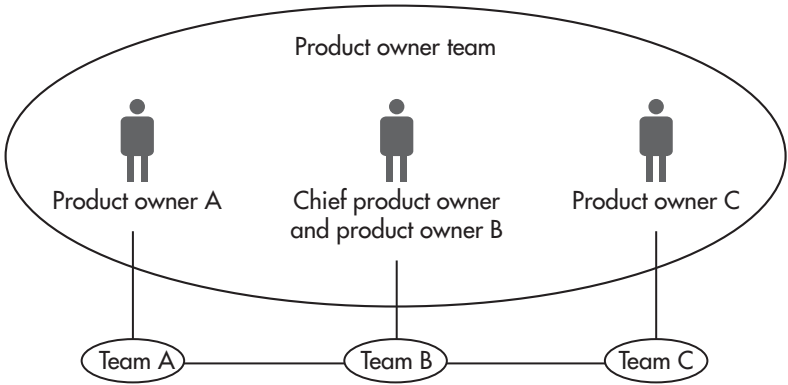 Product owner team
Product owner A
Chief product owner
and product owner B
Product owner C
Team A
Team B
Team C